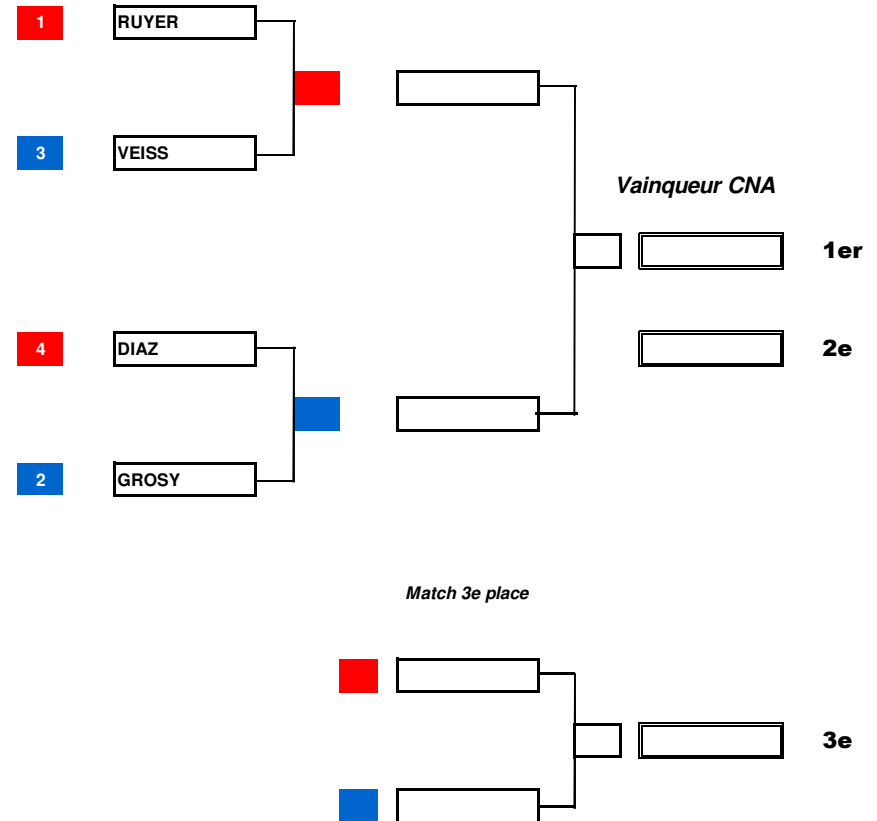 1 RUYER
3 VEISS
Vainqueur CNA
1er
4 DIAZ
2e
2 GROSY
Match 3e place
3e